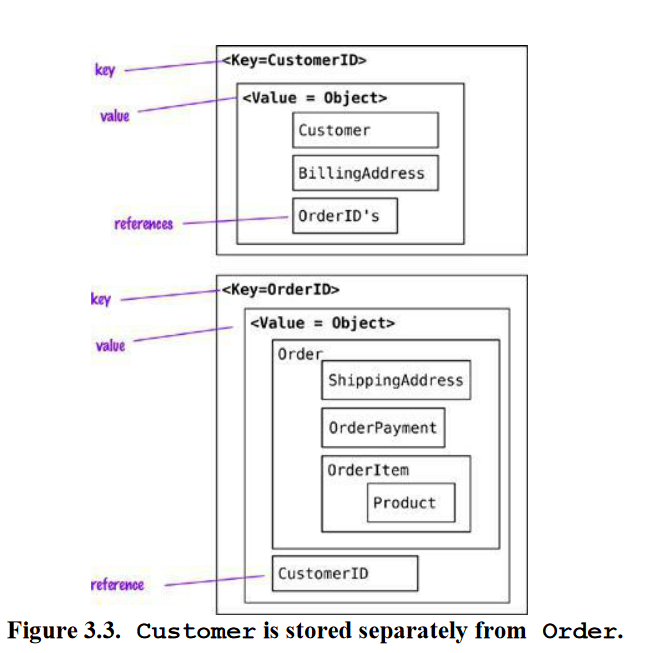 key
<Key=CustomerID>
value
<Value = Object>
Customer
BillingAddress
references
OrderID's
key
<Key=OrderID>
value
<Value = Object>
Order
ShippingAddress
OrderPayment
OrderItem
Product
reference
CustomerID
Figure 3.3. Customer is stored separately from Order.